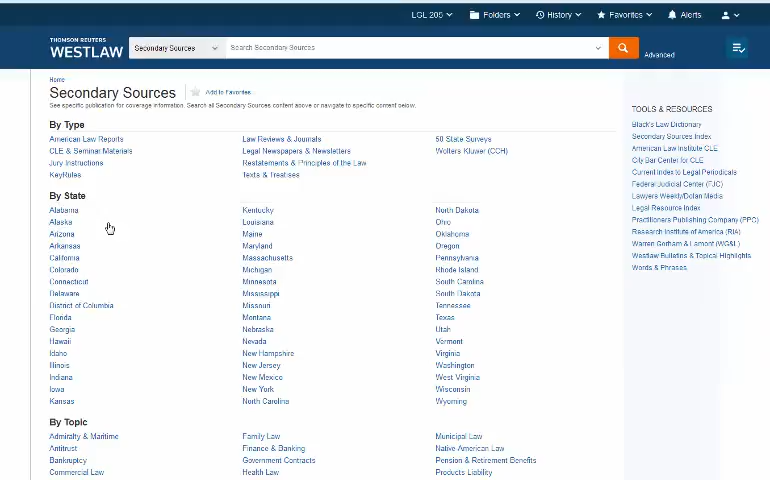 LGL 205 Folders History Favorites Alerts
THOMSON REUTERS
WESTLAW
Secondary Sources Search Secondary Sources Advanced
Home
Secondary Sources Add to Favorites
See specific publication for coverage information. Search all Secondary Sources content above or navigate to specific content below.
By Type
American Law Reports Law Reviews & Journals 50 State Surveys
CLE & Seminar Materials Legal Newspapers & Newsletters Wolters Kluwer (CCH)
Jury Instructions Restatements & Principles of the Law
KeyRules Texts & Treatises
By State
Alabama Kentucky North Dakota
Alaska Louisiana Ohio
Arizona Maine Oklahoma
Arkansas Maryland Oregon
California Massachusetts Pennsylvania
Colorado Michigan Rhode Island
Connecticut Minnesota South Carolina
Delaware Mississippi South Dakota
District of Columbia Missouri Tennessee
Florida Montana Texas
Georgia Nebraska Utah
Hawaii Nevada Vermont
Idaho New Hampshire Virginia
Illinois New Jersey Washington
Indiana New Mexico West Virginia
Iowa New York Wisconsin
Kansas North Carolina Wyoming
By Topic
Admiralty & Maritime Family Law Municipal Law
Antitrust Finance & Banking Native American Law
Bankruptcy Government Contracts Pension & Retirement Benefits
Commercial Law Health Law Products Liability
TOOLS & RESOURCES
Black's Law Dictionary
Secondary Sources Index
American Law Institute CLE
City Bar Center for CLE
Current Index to Legal Periodicals
Federal Judicial Center (FJC)
Lawyers Weekly/Dolan Media
Legal Resource Index
Practitioners Publishing Company (PPC)
Research Institute of America (RIA)
Warren Gorham & Lamont (WG&L)
Westlaw Bulletins & Topical Highlights
Words & Phrases